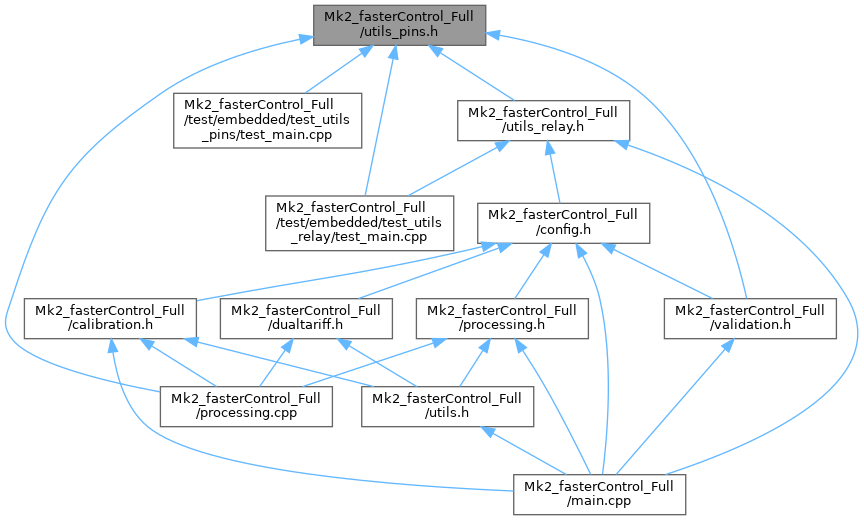 Mk2_fasterControl_Full
/utils_pins.h
Mk2_fasterControl_Full
/test/embedded/test_utils
_pins/test_main.cpp
Mk2_fasterControl_Full
/utils_relay.h
Mk2_fasterControl_Full
/test/embedded/test_utils
_relay/test_main.cpp
Mk2_fasterControl_Full
/config.h
Mk2_fasterControl_Full
/calibration.h
Mk2_fasterControl_Full
/dualtariff.h
Mk2_fasterControl_Full
/processing.h
Mk2_fasterControl_Full
/validation.h
Mk2_fasterControl_Full
/processing.cpp
Mk2_fasterControl_Full
/utils.h
Mk2_fasterControl_Full
/main.cpp